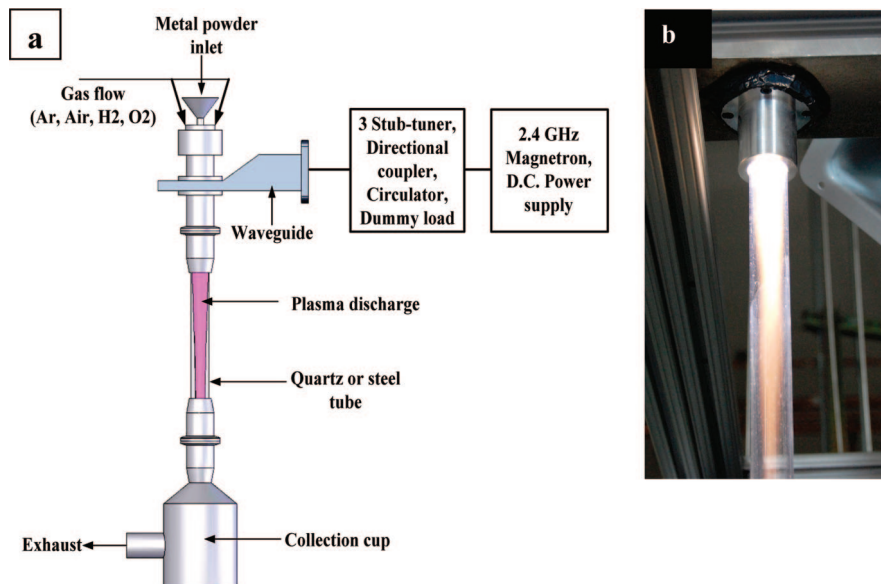 a
Metal powder
inlet
Gas flow
(Ar, Air, H2, O2)
3 Stub-tuner,
Directional
coupler,
Circulator,
Dummy load
2.4 GHz
Magnetron,
D.C. Power
supply
Waveguide
Plasma discharge
Quartz or steel
tube
Exhaust
Collection cup
b